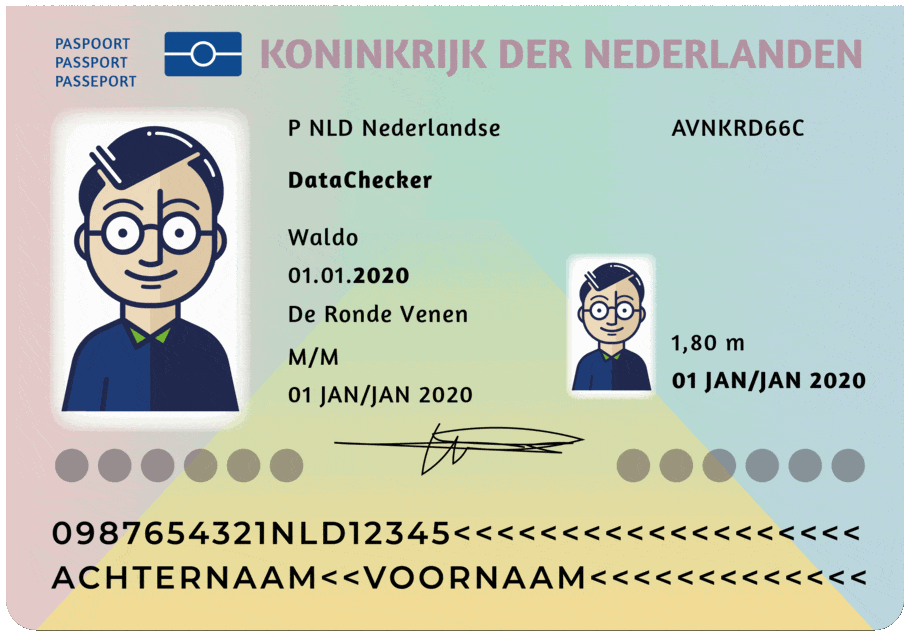 PASPOORT
PASSPORT
PASSEPORT
KONINKRIJK DER NEDERLANDEN
P NLD Nederlandse
AVNKRD66C
DataChecker
Waldo
01.01.2020
De Ronde Venen
M/M
1,80 m
01 JAN/JAN 2020
01 JAN/JAN 2020
0987654321NLD12345<<<<<<<<<<<<<<<<<<<
ACHTERNAAM<<VOORNAAM<<<<<<<<<<<<<